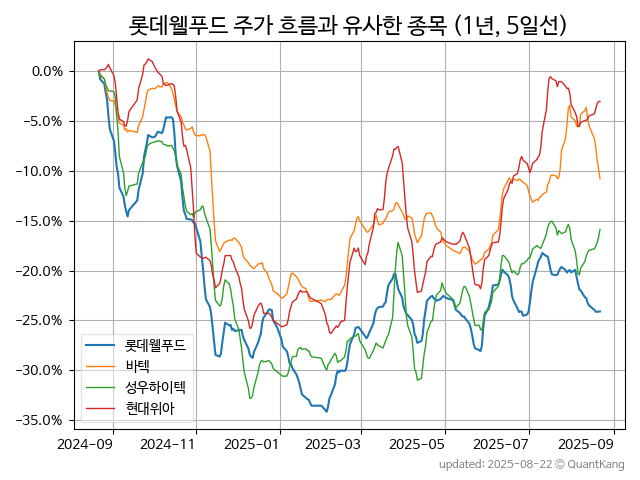 롯데웰푸드 주가 흐름과 유사한 종목 (1년, 5일선)
0.0%
−5.0%
−10.0%
−15.0%
−20.0%
−25.0%
−30.0%
−35.0%
롯데웰푸드
바텍
성우하이텍
현대위아
2024-09 2024-11 2025-01 2025-03 2025-05 2025-07 2025-09
updated: 2025-08-22 © QuantKang